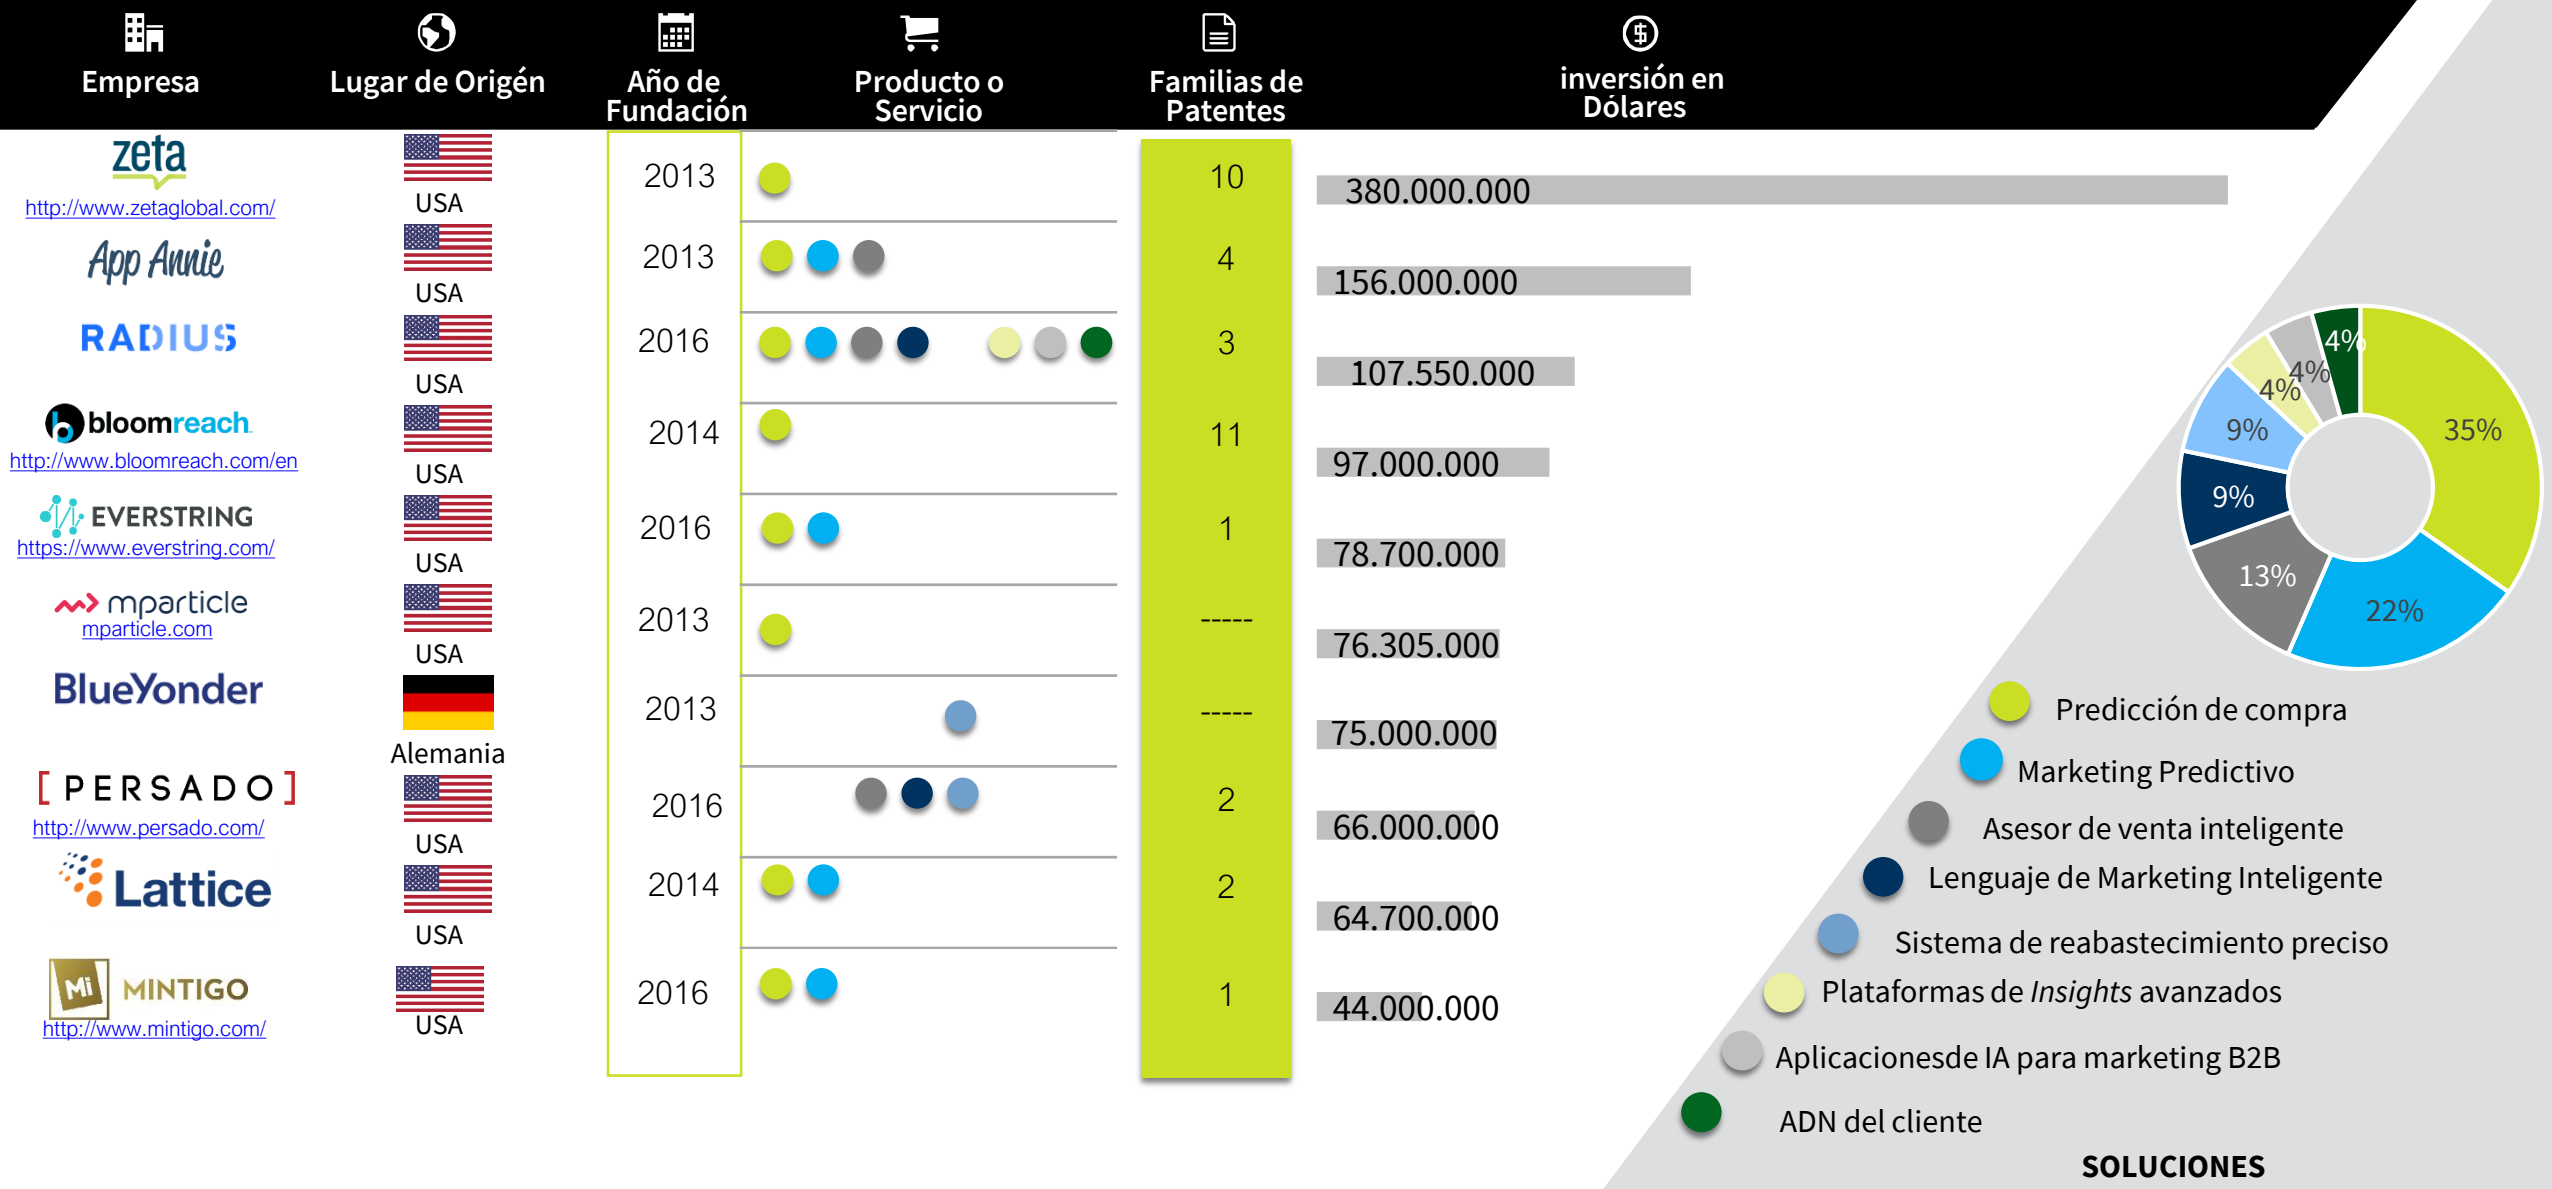 Empresa
Lugar de Origén
Año de
Fundación
Producto o
Servicio
Familias de
Patentes
inversión en
Dólares
zeta
http://www.zetaglobal.com/
USA
2013
10
380.000.000
App Annie
USA
2013
4
156.000.000
RADIUS
USA
2016
3
107.550.000
bloomreach
http://www.bloomreach.com/en
USA
2014
11
97.000.000
EVERSTRING
https://www.everstring.com/
USA
2016
1
78.700.000
mparticle
mparticle.com
USA
2013
-----
76.305.000
BlueYonder
Alemania
2013
-----
75.000.000
[PERSADO]
http://www.persado.com/
USA
2016
2
66.000.000
Lattice
USA
2014
2
64.700.000
Mi MINTIGO
http://www.mintigo.com/
USA
2016
1
44.000.000
35%
22%
13%
9%
9%
4%
4%
4%
Predicción de compra
Marketing Predictivo
Asesor de venta inteligente
Lenguaje de Marketing Inteligente
Sistema de reabastecimiento preciso
Plataformas de Insights avanzados
Aplicacionesde IA para marketing B2B
ADN del cliente
SOLUCIONES